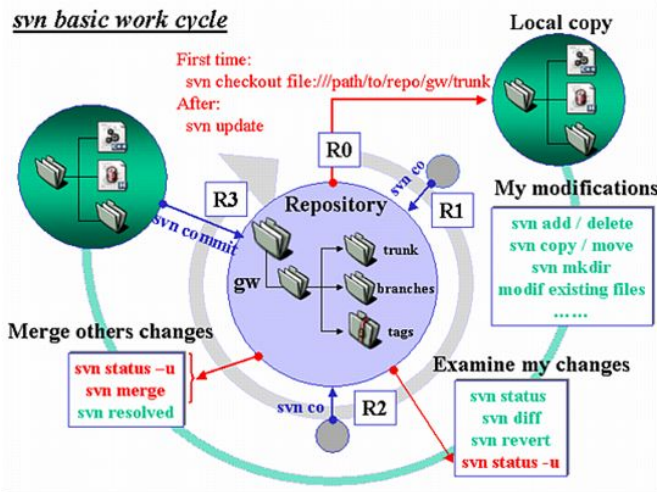 svn basic work cycle
Local copy
First time:
svn checkout file:///path/to/repo/gw/trunk
After:
svn update
R0
R3
svn co
R1
svn commit
Repository
gw
trunk
branches
tags
My modifications
svn add / delete
svn copy / move
svn mkdir
modif existing files
......
Merge others changes
svn status –u
svn merge
svn resolved
svn co
R2
Examine my changes
svn status
svn diff
svn revert
svn status -u